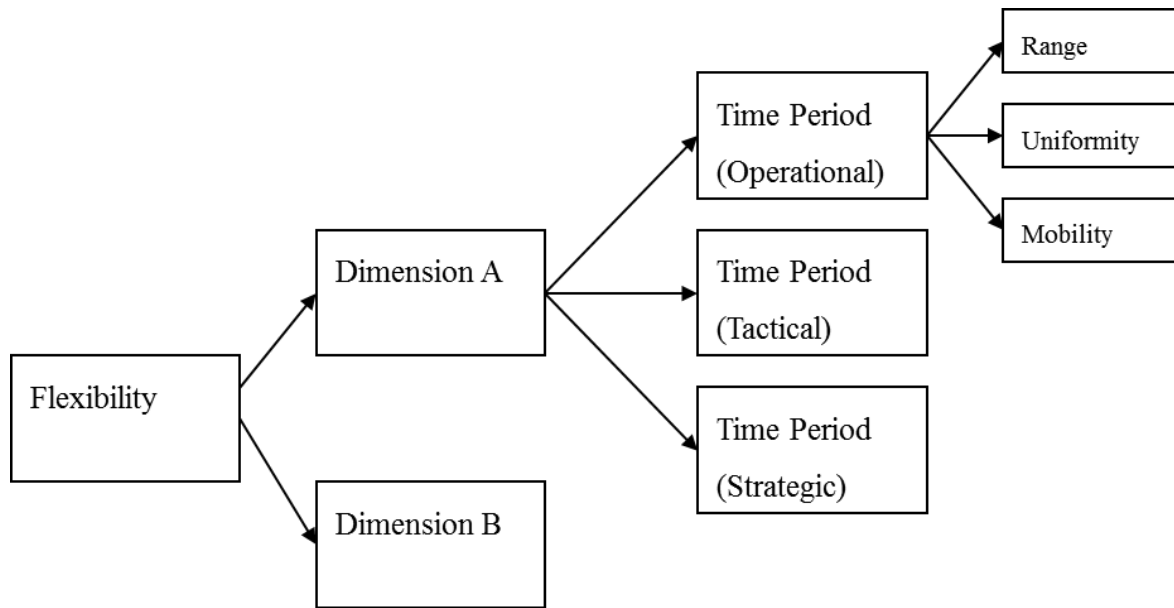 Flexibility
Dimension A
Dimension B
Time Period
(Operational)
Time Period
(Tactical)
Time Period
(Strategic)
Range
Uniformity
Mobility